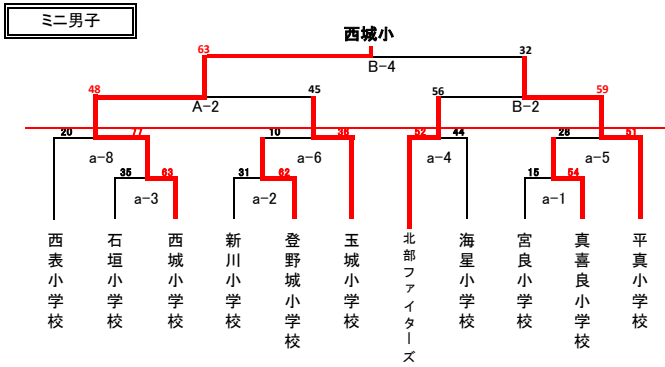 ミニ男子
西城小
63
32
B-4
48
45
56
59
A-2
B-2
20
77
10
36
52
44
28
51
a-8
a-6
a-4
a-5
35
63
31
62
15
54
a-3
a-2
a-1
西表小学校
石垣小学校
西城小学校
新川小学校
登野城小学校
玉城小学校
北部ファイターズ
海星小学校
宮良小学校
真喜良小学校
平真小学校